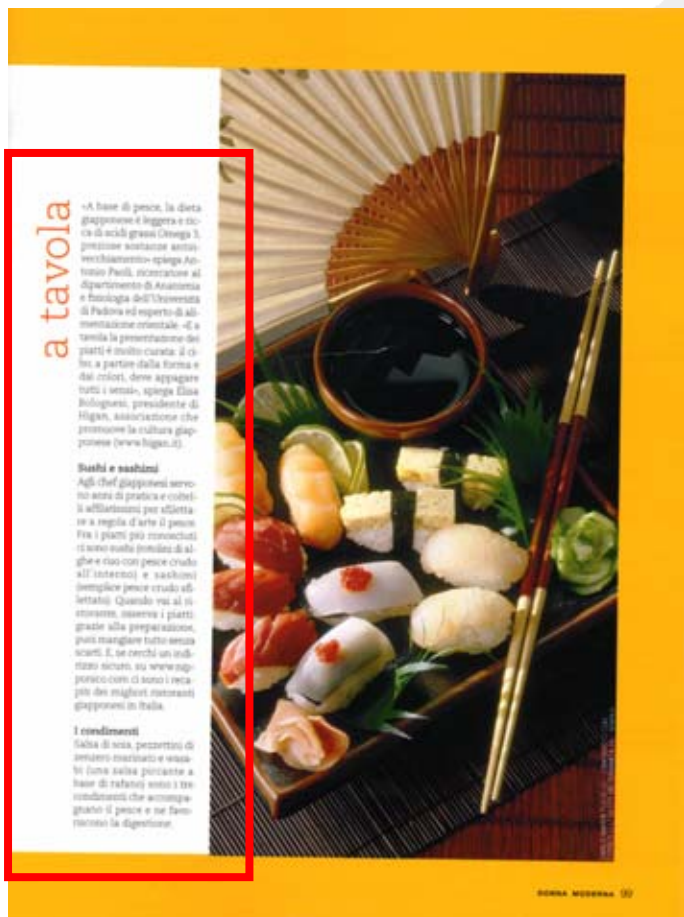 a tavola
«A base di pesce, la dieta
giapponese è leggera e ric-
ca di acidi grassi Omega 3,
preziose sostanze antin-
vecchiamento» spiega An-
tonio Paoli, ricercatore al
dipartimento di Anatomia
e fisiologia dell'Università
di Padova ed esperto di ali-
mentazione orientale. «E a
tavola la presentazione dei
piatti è molto curata: il ci-
bo, a partire dalla forma e
dai colori, deve appagare
tutti i sensi», spiega Elisa
Bolognesi, presidente di
Higan, associazione che
promuove la cultura giap-
ponese (www.higan.it).
Sushi e sashimi
Agli chef giapponesi servo-
no anni di pratica e coltel-
li affilatissimi per sfiletta-
re a regola d'arte il pesce.
Fra i piatti più conosciuti
ci sono sushi (rotolini di al-
ghe e riso con pesce crudo
all'interno) e sashimi
(semplice pesce crudo sfi-
lettato). Quando vai al ri-
storante, osserva i piatti:
grazie alla preparazione,
puoi mangiare tutto senza
scarti. E, se cerchi un indi-
rizzo sicuro, su
ci sono i reca-
piti dei migliori ristoranti
giapponesi in Italia.
I condimenti
Salsa di soia, pezzettini di
zenzero marinato e wasa-
bi (una salsa piccante a
base di rafano) sono i tre
condimenti che accompa-
gnano il pesce e ne favo-
riscono la digestione.
DONNA MODERNA 99